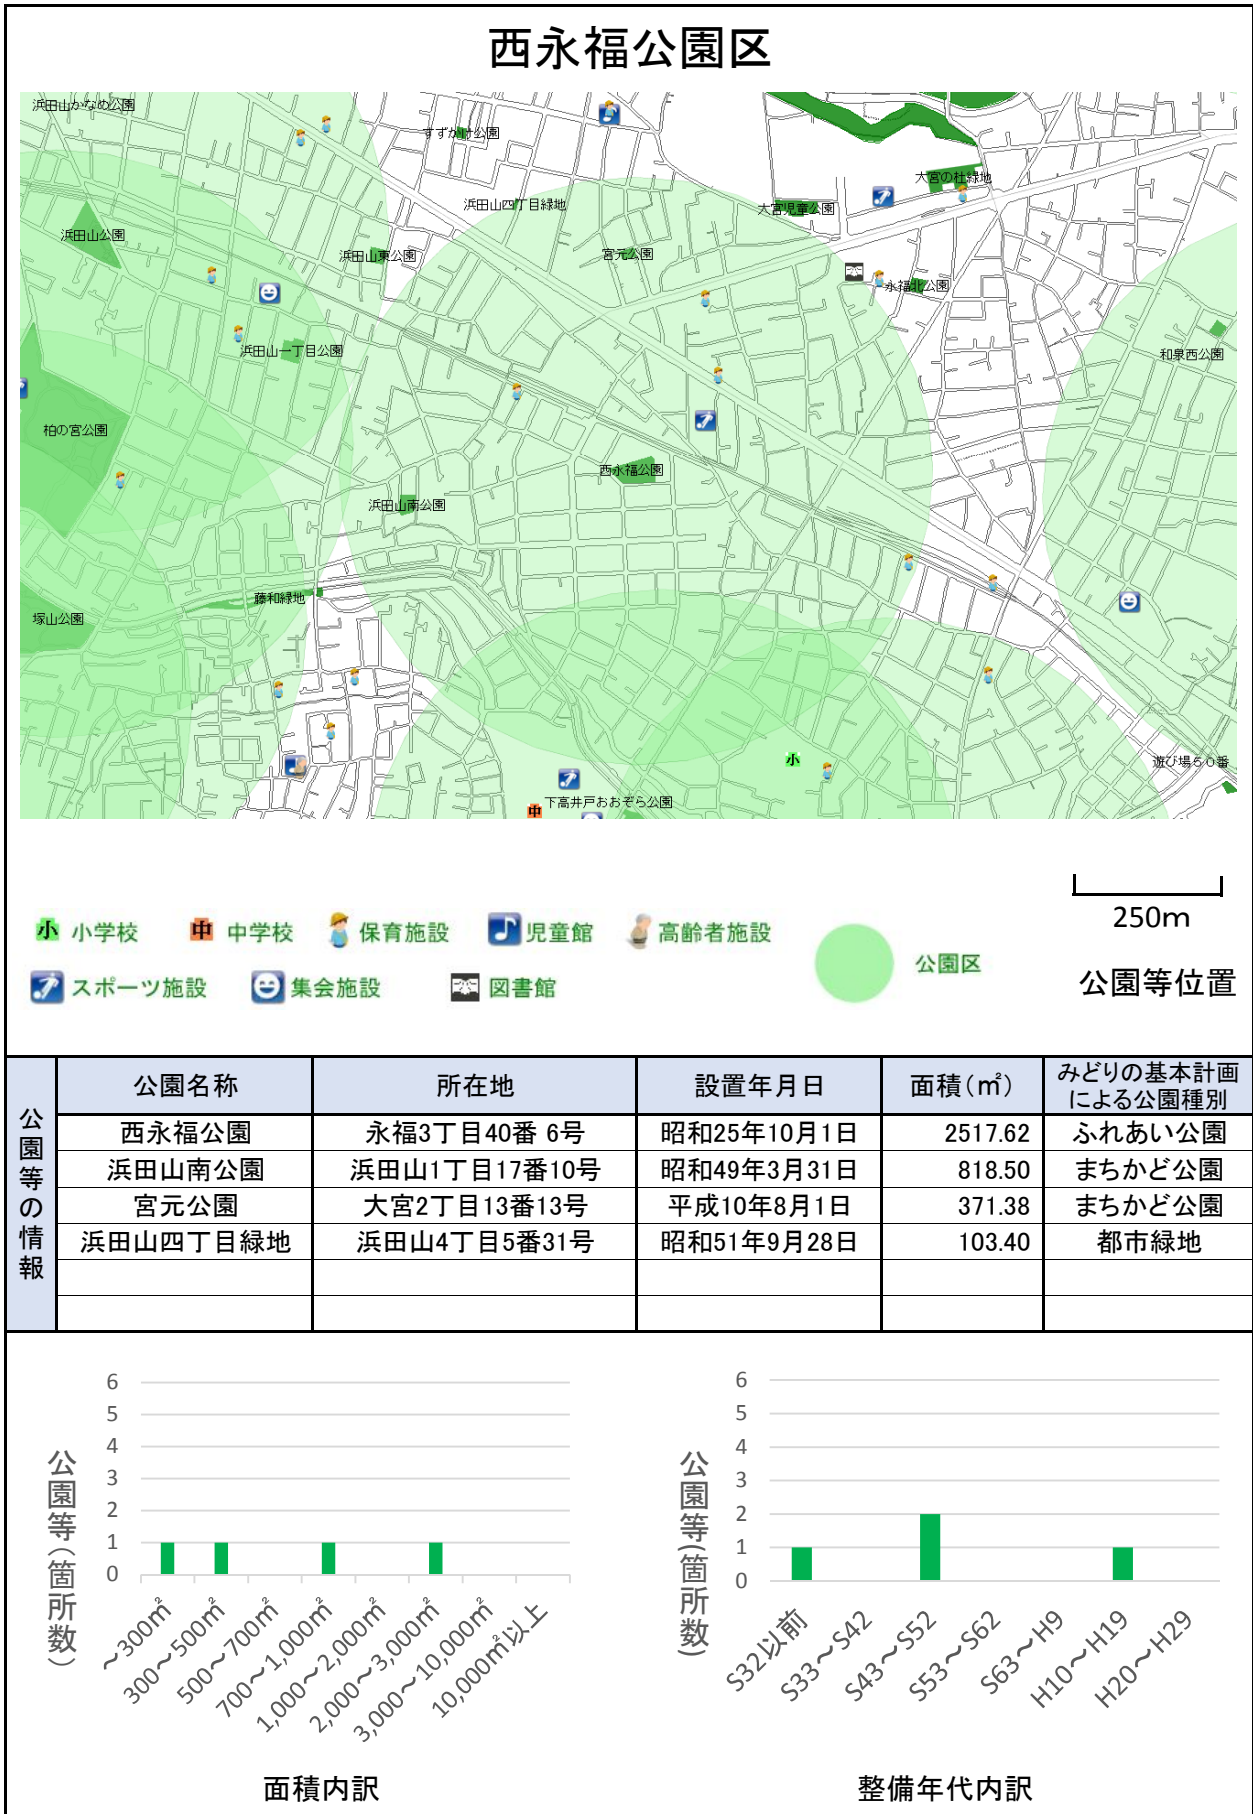 西永福公園区
浜田山かなめ公園
すずかけ公園
大宮の杜緑地
浜田山四丁目緑地
大宮児童公園
浜田山公園
浜田山東公園
宮元公園
永福北公園
浜田山一丁目公園
和泉西公園
柏の宮公園
西永福公園
浜田山南公園
藤和緑地
塚山公園
小
遊び場50番
下高井戸おおぞら公園
中
250m
小 小学校
中 中学校
保育施設
児童館
高齢者施設
公園区
スポーツ施設
集会施設
図書館
公園等位置
公園等の情報
公園名称 所在地 設置年月日 面積(㎡) みどりの基本計画による公園種別
西永福公園 永福3丁目40番 6号 昭和25年10月1日 2517.62 ふれあい公園
浜田山南公園 浜田山1丁目17番10号 昭和49年3月31日 818.50 まちかど公園
宮元公園 大宮2丁目13番13号 平成10年8月1日 371.38 まちかど公園
浜田山四丁目緑地 浜田山4丁目5番31号 昭和51年9月28日 103.40 都市緑地
公園等(箇所数)
6
5
4
3
2
1
0
～300㎡
300～500㎡
500～700㎡
700～1,000㎡
1,000～2,000㎡
2,000～3,000㎡
3,000～10,000㎡
10,000㎡以上
面積内訳
公園等(箇所数)
6
5
4
3
2
1
0
S32以前
S33～S42
S43～S52
S53～S62
S63～H9
H10～H19
H20～H29
整備年代内訳